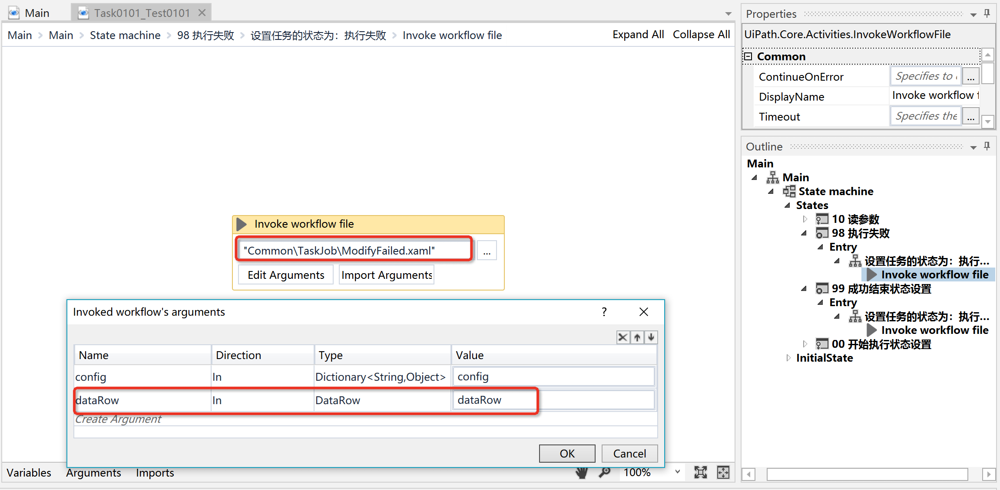 Main
Task0101_Test0101
Main > Main > State machine > 98 执行失败 > 设置任务的状态为：执行失败 > Invoke workflow file
Expand All
Collapse All
Invoke workflow file
"Common\TaskJob\ModifyFailed.xaml"
...
Edit Arguments
Import Arguments
Invoked workflow's arguments
?
Name
Direction
Type
Value
config
In
Dictionary<String,Object>
config
dataRow
In
DataRow
dataRow
Create Argument
OK
Cancel
Variables
Arguments
Imports
100%
Properties
UiPath.Core.Activities.InvokeWorkflowFile
Common
ContinueOnError
Specifies to
...
DisplayName
Invoke workflow f
Timeout
Specifies the
...
Outline
Main
Main
State machine
States
10 读参数
98 执行失败
Entry
设置任务的状态为：执行...
Invoke workflow file
99 成功结束状态设置
Entry
设置任务的状态为：执行...
Invoke workflow file
00 开始执行状态设置
InitialState